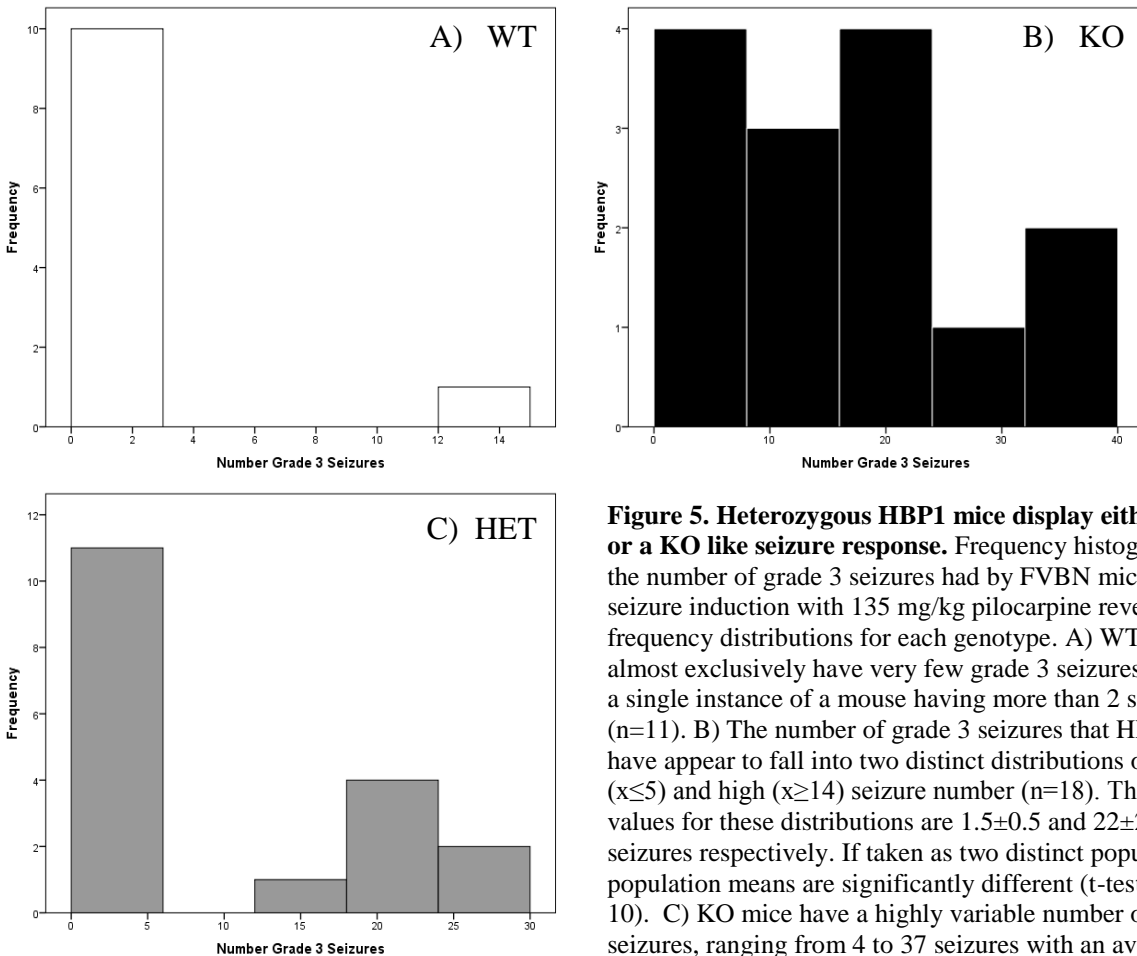 A) WT
10
8
6
4
2
0
Frequency
0 2 4 6 8 10 12 14
Number Grade 3 Seizures
B) KO
4
3
2
1
0
Frequency
0 10 20 30 40
Number Grade 3 Seizures
C) HET
12
10
8
6
4
2
0
Frequency
0 5 10 15 20 25 30
Number Grade 3 Seizures
Figure 5. Heterozygous HBP1 mice display eith
or a KO like seizure response. Frequency histog
the number of grade 3 seizures had by FVBN mic
seizure induction with 135 mg/kg pilocarpine reve
frequency distributions for each genotype. A) WT
almost exclusively have very few grade 3 seizures
a single instance of a mouse having more than 2 s
(n=11). B) The number of grade 3 seizures that
have appear to fall into two distinct distributions
(x≤5) and high (x≥14) seizure number (n=18). Th
values for these distributions are 1.5±0.5 and
seizures respectively. If taken as two distinct popu
population means are significantly different (t-test
10). C) KO mice have a highly variable number
seizures, ranging from 4 to 37 seizures with an av